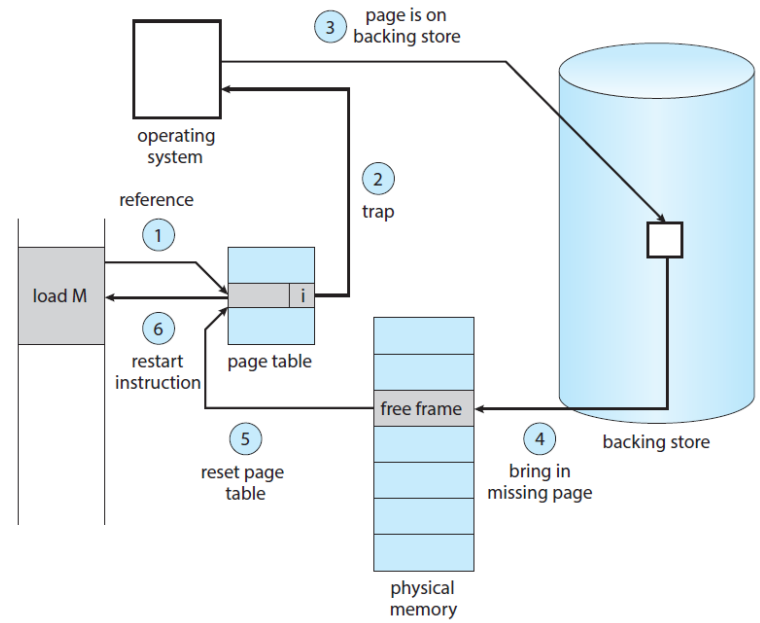 3
page is on
backing store
operating
system
2
trap
reference
1
load M
i
6
restart
instruction
page table
free frame
5
reset page
table
4
bring in
missing page
backing store
physical
memory